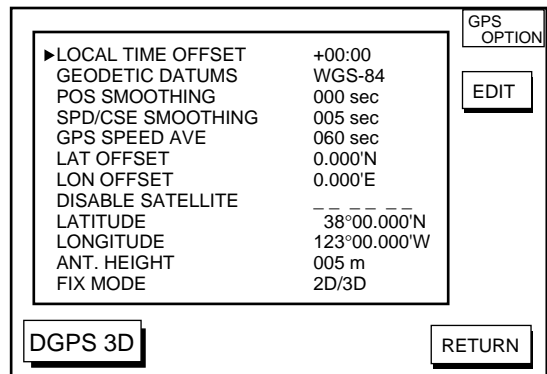 GPS
OPTION
▶LOCAL TIME OFFSET +00:00
GEODETIC DATUMS WGS-84
POS SMOOTHING 000 sec
SPD/CSE SMOOTHING 005 sec
GPS SPEED AVE 060 sec
LAT OFFSET 0.000'N
LON OFFSET 0.000'E
DISABLE SATELLITE _ _ _ _ _ _
LATITUDE 38°00.000'N
LONGITUDE 123°00.000'W
ANT. HEIGHT 005 m
FIX MODE 2D/3D
EDIT
DGPS 3D
RETURN